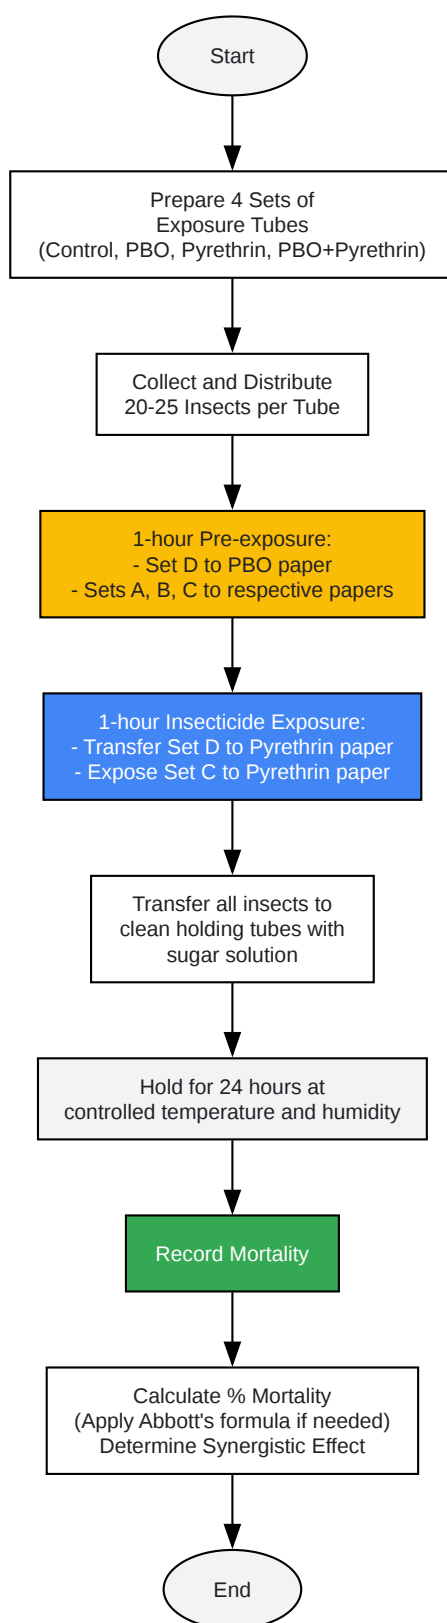 Start
Prepare 4 Sets of
Exposure Tubes
(Control, PBO, Pyrethrin, PBO+Pyrethrin)
Collect and Distribute
20-25 Insects per Tube
1-hour Pre-exposure:
- Set D to PBO paper
- Sets A, B, C to respective papers
1-hour Insecticide Exposure:
- Transfer Set D to Pyrethrin paper
- Expose Set C to Pyrethrin paper
Transfer all insects to
clean holding tubes with
sugar solution
Hold for 24 hours at
controlled temperature and humidity
Record Mortality
Calculate % Mortality
(Apply Abbott's formula if needed)
Determine Synergistic Effect
End